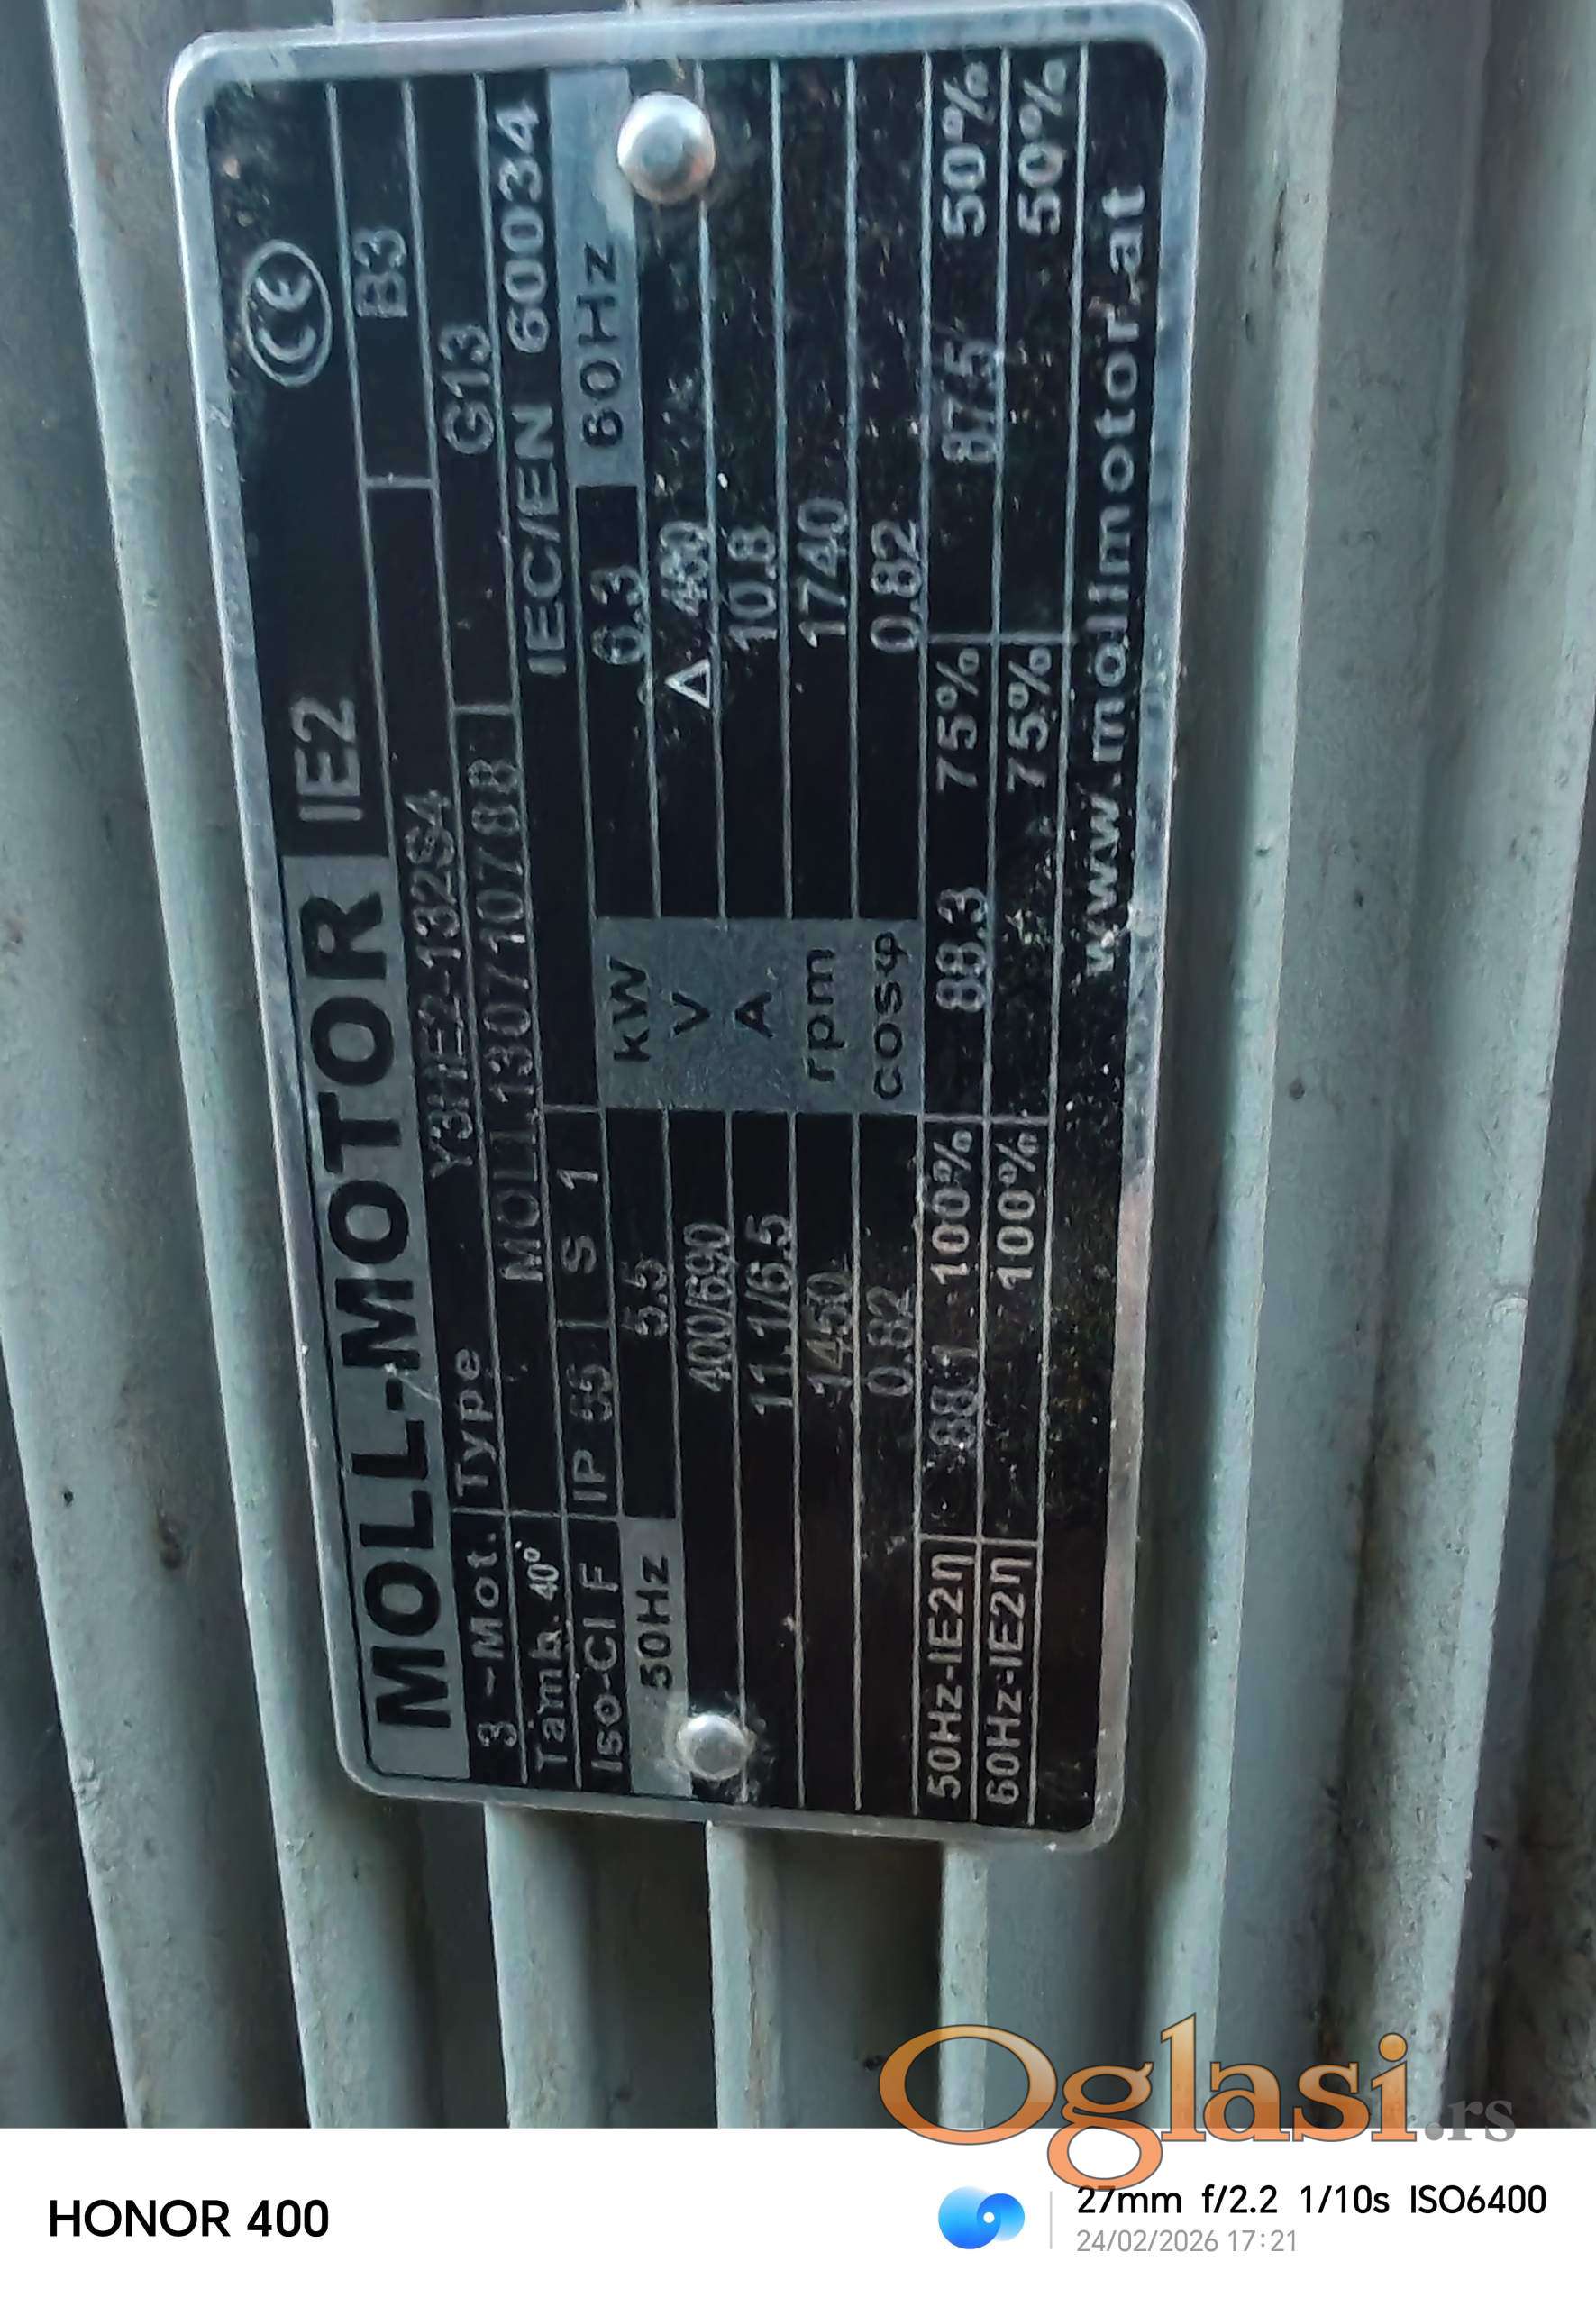 MOLL-MOTOR IE2 CE
3 ~Mot. Type Y3HE2-132S4 B3
MOLL130710788 G13
Tamb. 40° IEC/EN 60034
Iso-Cl F IP 55 S 1
50Hz 5.5 kW 6.3 60Hz
400/690 V △ 460
11.1/6.5 A 10.8
1450 rpm 1740
0.82 cosφ 0.82
50Hz-IE2η 88.1 100% 88.3 75% 87.5 50%
60Hz-IE2η 100% 75% 50%
www.mollmotor.at
Oglasi.rs
HONOR 400
27mm f/2.2 1/10s ISO6400
24/02/2026 17:21